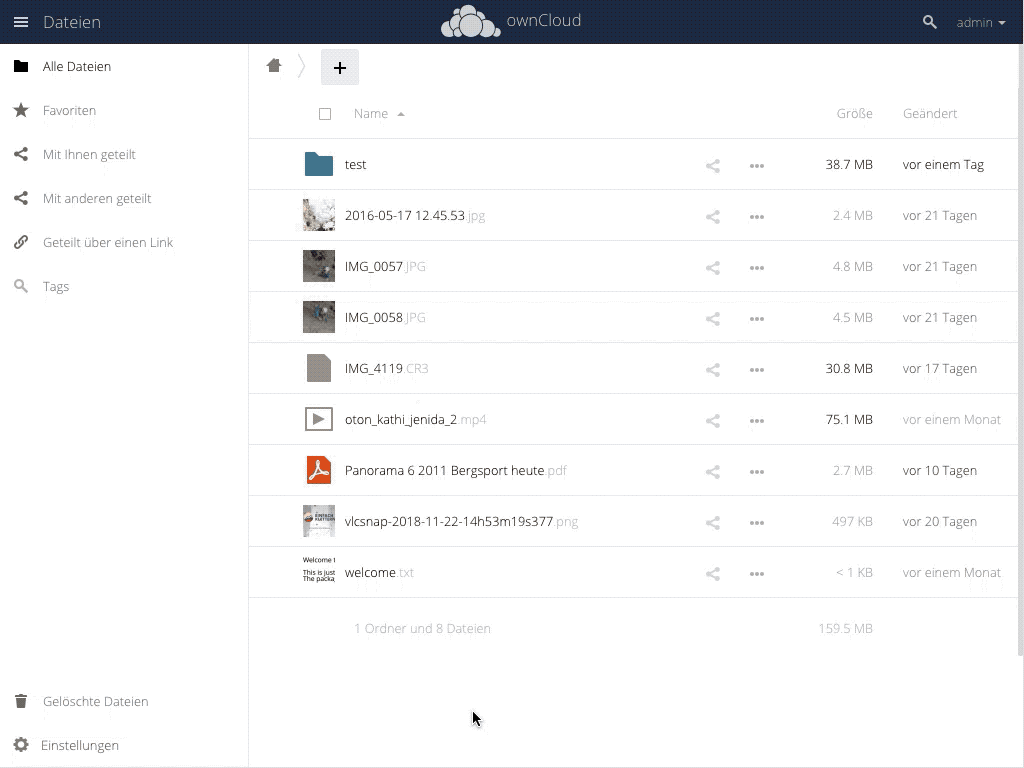 Dateien
ownCloud
admin
Alle Dateien
Favoriten
Mit Ihnen geteilt
Mit anderen geteilt
Geteilt über einen Link
Tags
Gelöschte Dateien
Einstellungen
+
Name Größe Geändert
test 38.7 MB vor einem Tag
2016-05-17 12.45.53.jpg 2.4 MB vor 21 Tagen
IMG_0057.JPG 4.8 MB vor 21 Tagen
IMG_0058.JPG 4.5 MB vor 21 Tagen
IMG_4119.CR3 30.8 MB vor 17 Tagen
oton_kathi_jenida_2.mp4 75.1 MB vor einem Monat
Panorama 6 2011 Bergsport heute.pdf 2.7 MB vor 10 Tagen
vlcsnap-2018-11-22-14h53m19s377.png 497 KB vor 20 Tagen
Welcome t
This is just
The packa
welcome.txt < 1 KB vor einem Monat
1 Ordner und 8 Dateien 159.5 MB